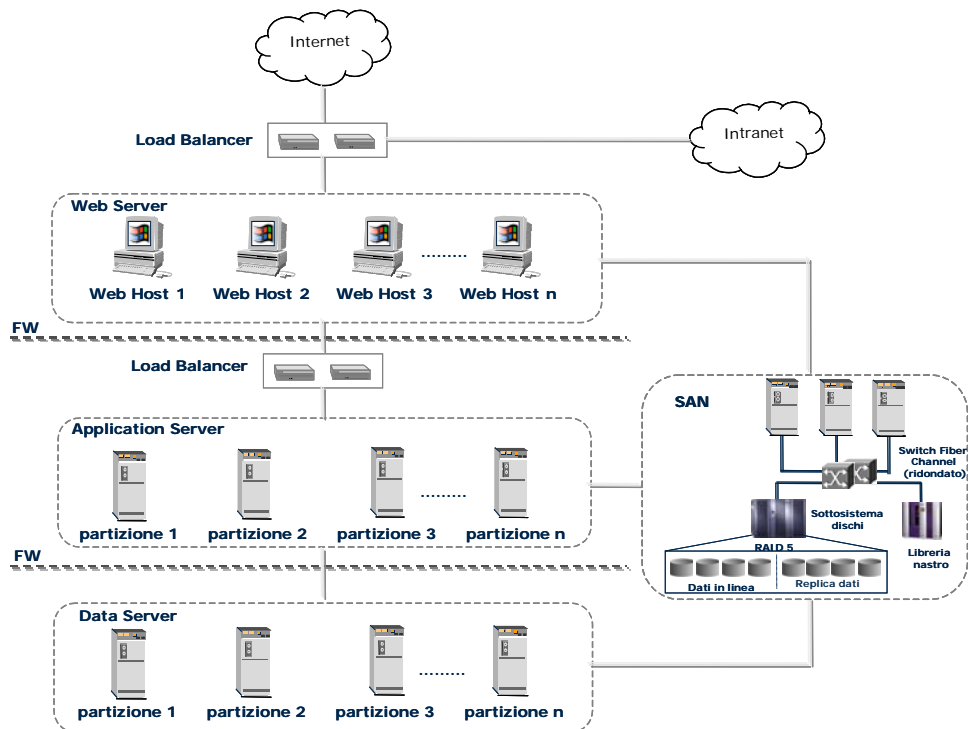 Internet
Load Balancer
Intranet
Web Server
Web Host 1
Web Host 2
Web Host 3
.........
Web Host n
FW
Load Balancer
SAN
Application Server
Switch Fiber
Channel
(ridondato)
partizione 1
partizione 2
partizione 3
.........
partizione n
Sottosistema
dischi
RAID 5
Libreria
nastro
Dati in linea
Replica dati
FW
Data Server
partizione 1
partizione 2
partizione 3
.........
partizione n